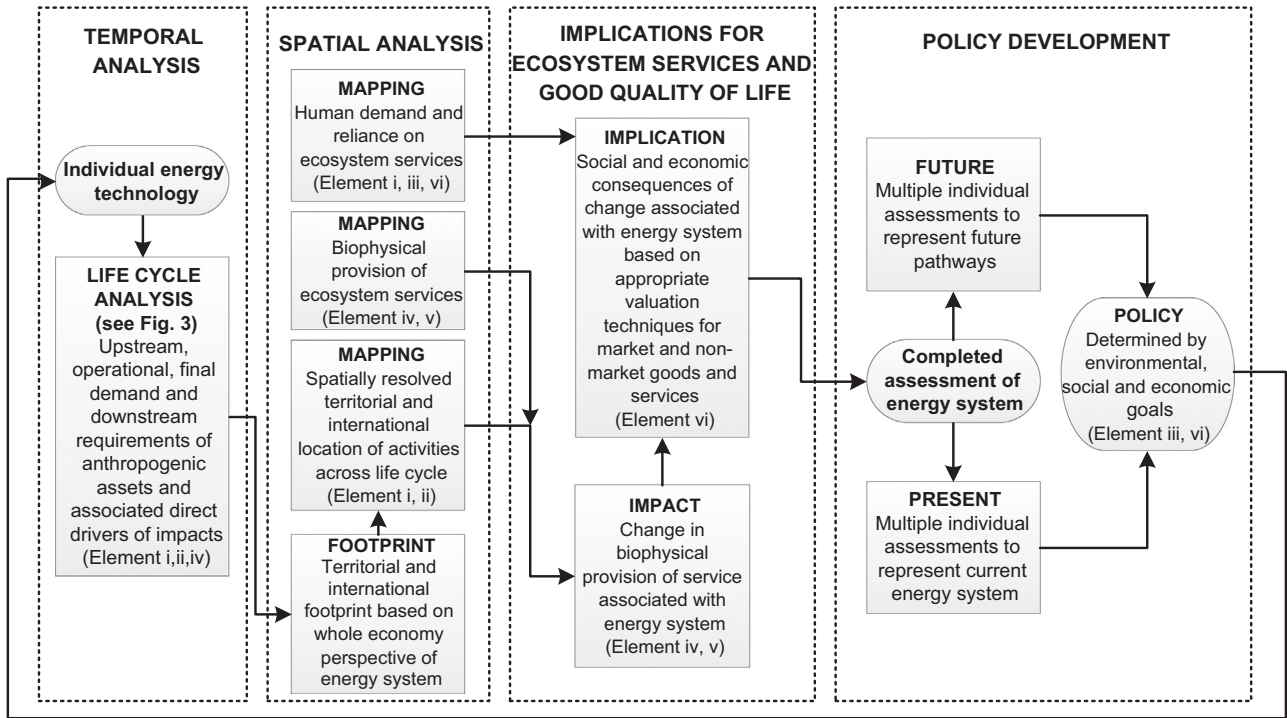 TEMPORAL
ANALYSIS
Individual energy
technology
LIFE CYCLE
ANALYSIS
(see Fig. 3)
Upstream,
operational, final
demand and
downstream
requirements of
anthropogenic
assets and
associated direct
drivers of impacts
(Element i,ii,iv)
SPATIAL ANALYSIS
MAPPING
Human demand and
reliance on
ecosystem services
(Element i, iii, vi)
MAPPING
Biophysical
provision of
ecosystem services
(Element iv, v)
MAPPING
Spatially resolved
territorial and
international
location of activities
across life cycle
(Element i, ii)
FOOTPRINT
Territorial and
international
footprint based on
whole economy
perspective of
energy system
IMPLICATIONS FOR
ECOSYSTEM SERVICES AND
GOOD QUALITY OF LIFE
IMPLICATION
Social and economic
consequences of
change associated
with energy system
based on
appropriate
valuation
techniques for
market and non-
market goods and
services
(Element vi)
IMPACT
Change in
biophysical
provision of service
associated with
energy system
(Element iv, v)
POLICY DEVELOPMENT
FUTURE
Multiple individual
assessments to
represent future
pathways
Completed
assessment of
energy system
PRESENT
Multiple individual
assessments to
represent current
energy system
POLICY
Determined by
environmental,
social and economic
goals
(Element iii, vi)